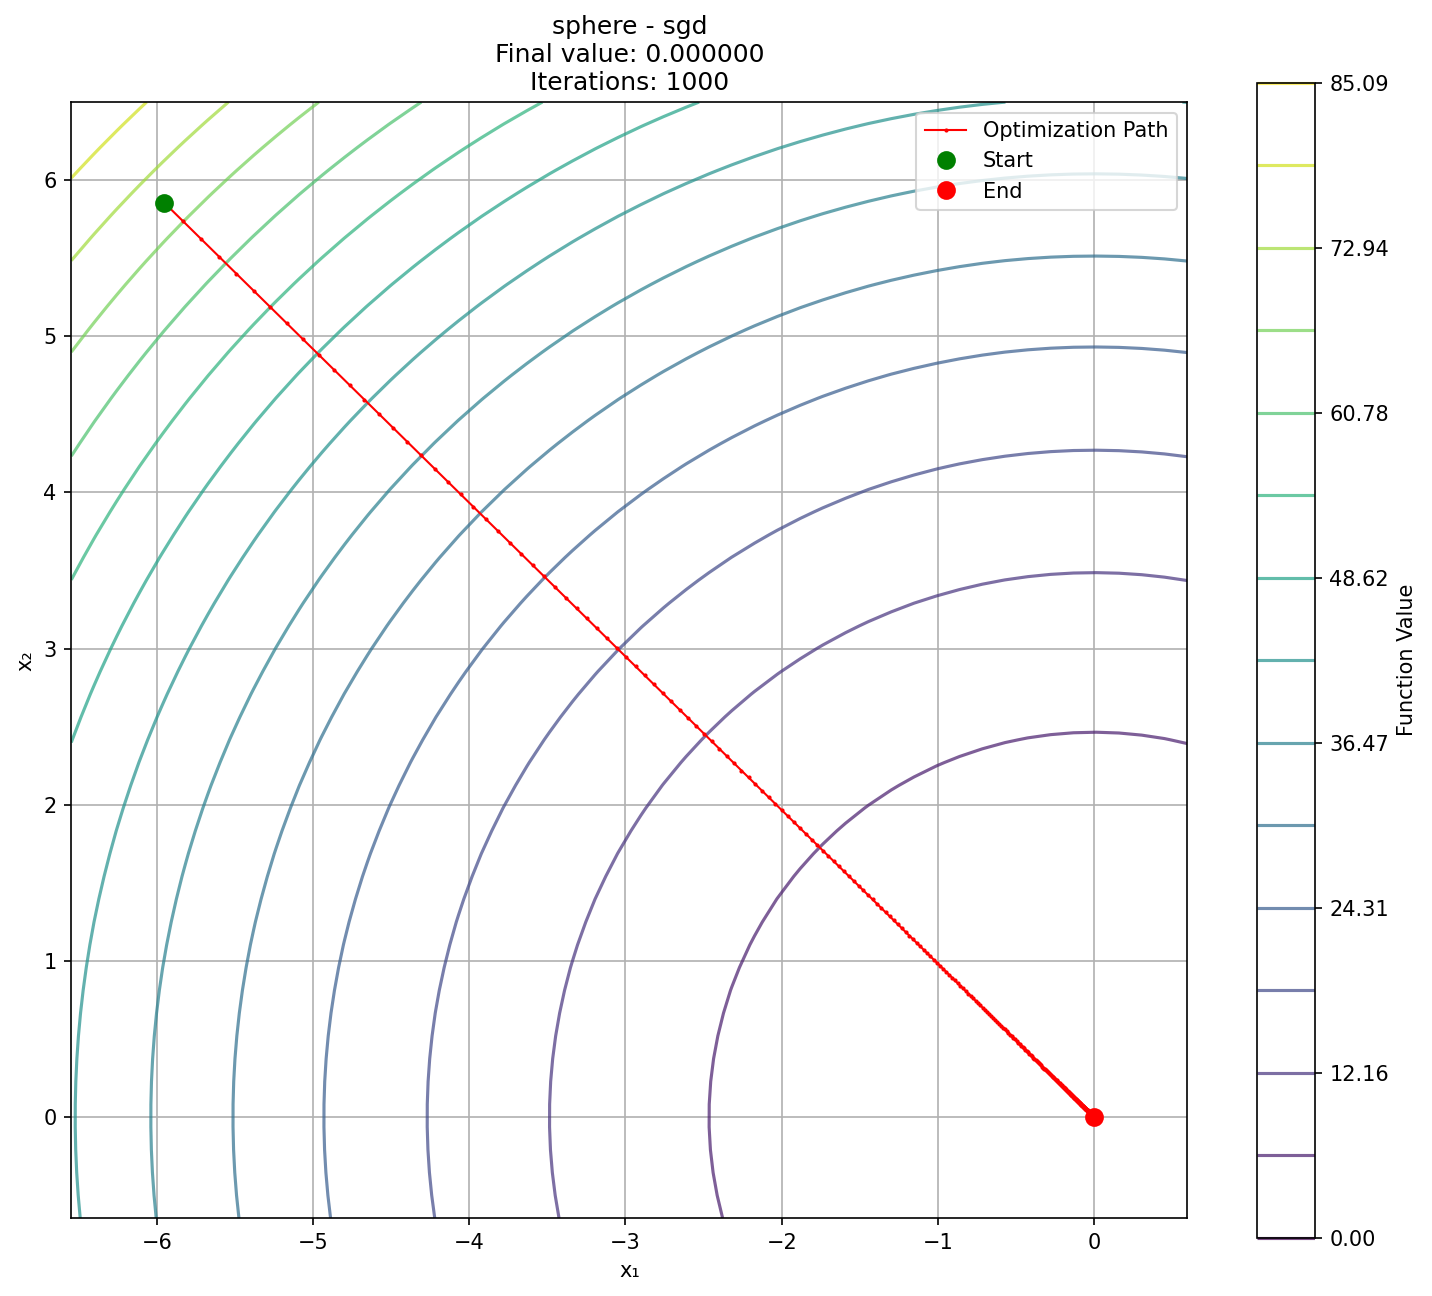 sphere - sgd
Final value: 0.000000
Iterations: 1000
Optimization Path
Start
End
6
5
4
3
2
1
0
x₂
−6
−5
−4
−3
−2
−1
0
x₁
85.09
72.94
60.78
48.62
36.47
24.31
12.16
0.00
Function Value